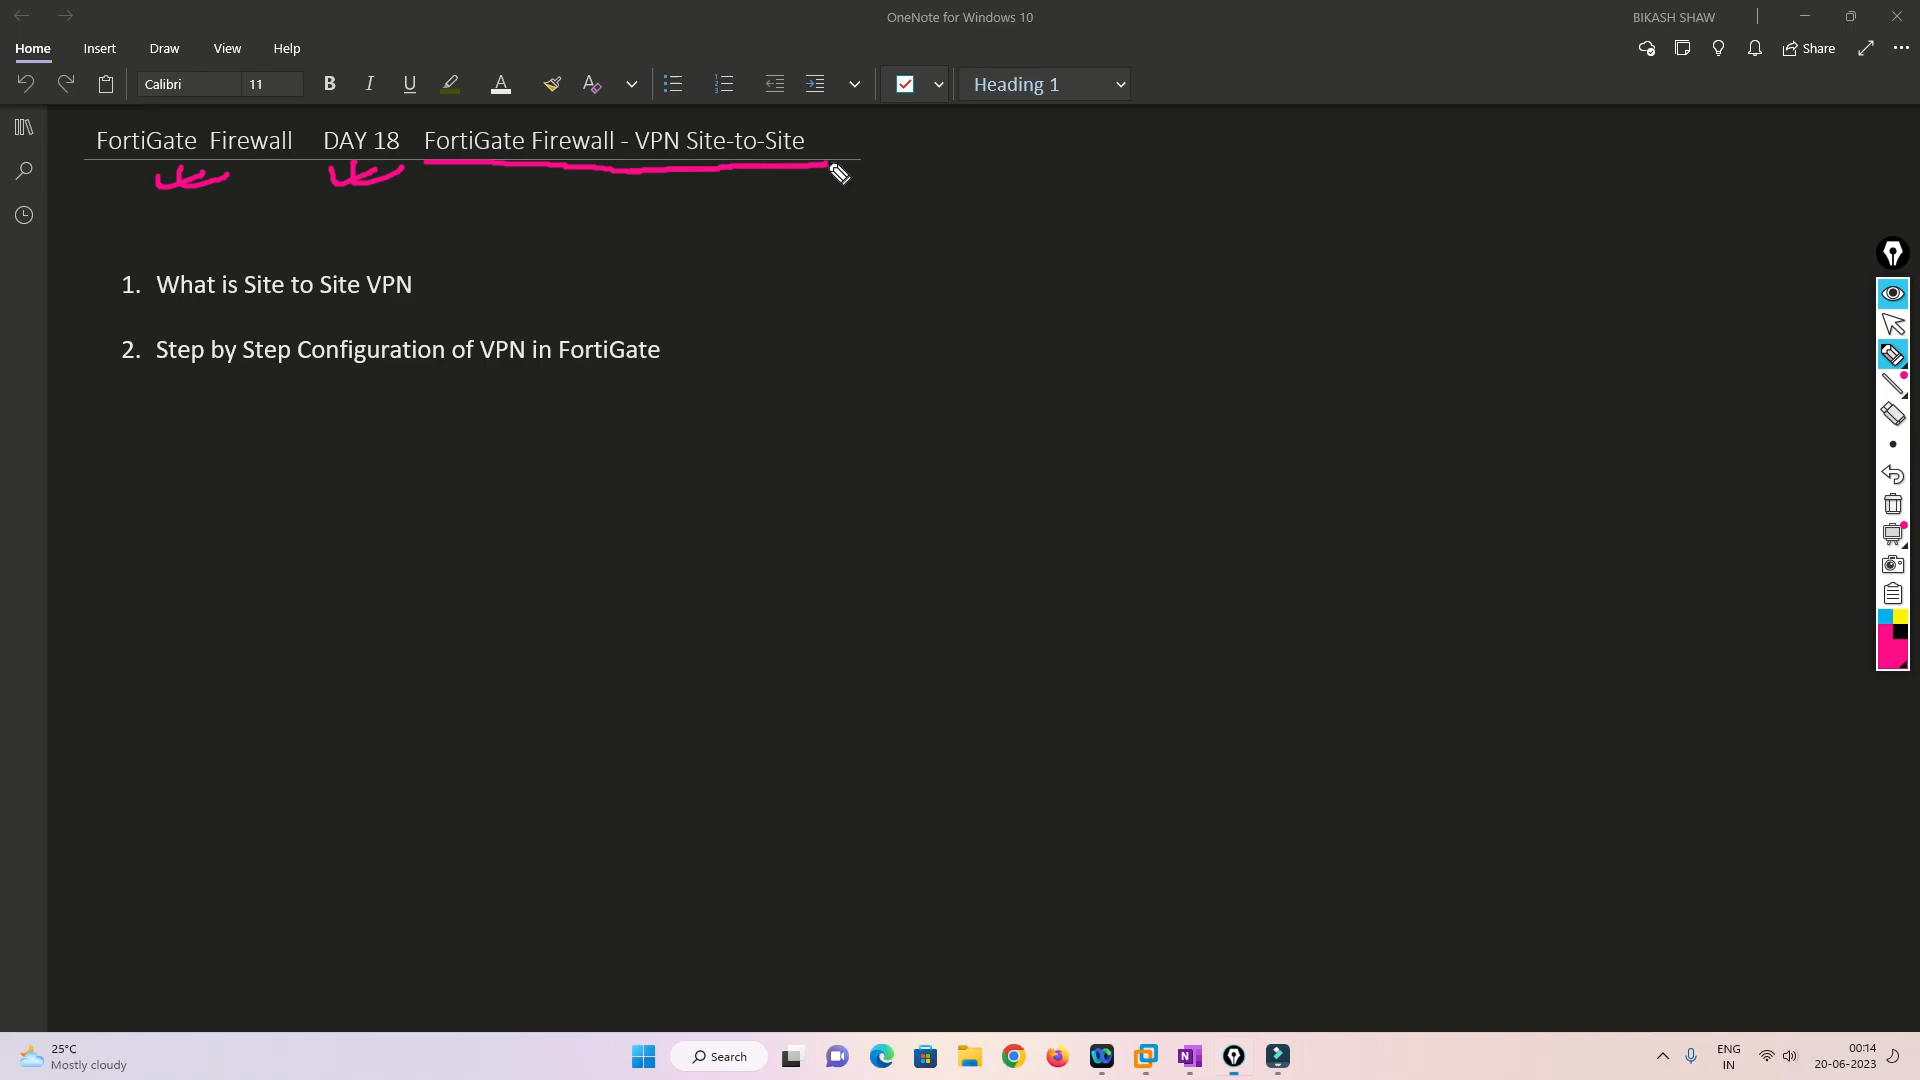 OneNote for Windows 10
BIKASH SHAW
Home Insert Draw View Help
Share
Calibri 11 B I U A A Heading 1
FortiGate Firewall DAY 18 FortiGate Firewall - VPN Site-to-Site
1. What is Site to Site VPN
2. Step by Step Configuration of VPN in FortiGate
25°C
Mostly cloudy
Search
ENG
IN
00:14
20-06-2023